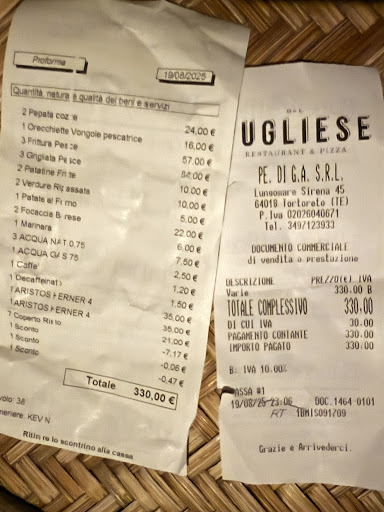 Proforma
19/08/2025
Quantità, natura e qualità dei beni e servizi
2 Pepata cozze 24,00 €
1 Orecchiette Vongole pescatrice 16,00 €
3 Frittura Pesce 57,00 €
3 Grigliata Pesce 84,00 €
2 Patatine Fritte 10,00 €
2 Verdure Ripassata 10,00 €
1 Patate al Forno 5,00 €
2 Focaccia Barese 22,00 €
1 Marinara 6,00 €
3 ACQUA NAT 0,75 7,50 €
1 ACQUA GAS 75 2,50 €
1 Caffe' 1,20 €
1 Decaffeinato 1,50 €
1 ARISTOS KERNER 4 35,00 €
1 ARISTOS KERNER 4 35,00 €
7 Coperto Risto 21,00 €
1 Sconto -7,17 €
1 Sconto -0,06 €
1 Sconto -0,47 €
Totale 330,00 €
volo: 38
meriere: KEV N
Ritirare lo scontrino alla cassa
DAL
UGLIESE
RESTAURANT & PIZZA
PE. DI G.A. S.R.L.
Lungomare Sirena 45
64018 Tortoreto (TE)
P.Iva 02026040671
Tel. 3497123933
DOCUMENTO COMMERCIALE
di vendita o prestazione
DESCRIZIONE PREZZO(€) IVA
Varie 330.00 B
TOTALE COMPLESSIVO 330,00
DI CUI IVA 30.00
PAGAMENTO CONTANTE 330.00
IMPORTO PAGATO 330.00
B: IVA 10.00%
CASSA #1
19/08/25 23:06 DOC.1464-0101
RT 10MIS091709
Grazie e Arrivederci.